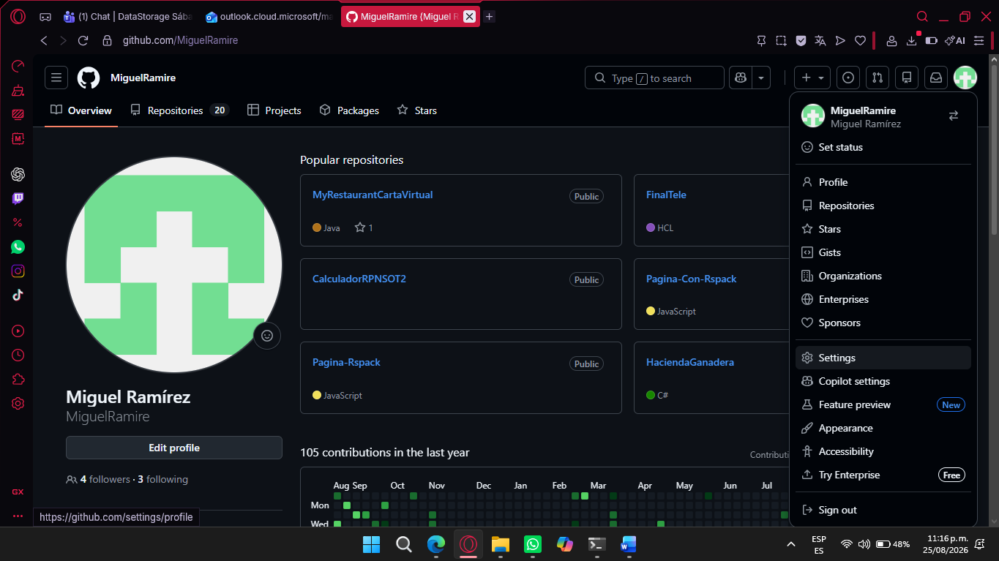 (1) Chat | DataStorage Sába
outlook.cloud.microsoft/ma
MiguelRamire (Miguel R
github.com/MiguelRamire
AI
MiguelRamire
Type / to search
Overview
Repositories 20
Projects
Packages
Stars
MiguelRamire
Miguel Ramírez
Set status
Profile
Repositories
Stars
Gists
Organizations
Enterprises
Sponsors
Settings
Copilot settings
Feature preview New
Appearance
Accessibility
Try Enterprise Free
Sign out
Popular repositories
MyRestaurantCartaVirtual Public
Java 1
FinalTele
HCL
CalculadorRPNSOT2 Public
Pagina-Con-Rspack
JavaScript
Pagina-Rspack Public
JavaScript
HaciendaGanadera
C#
Miguel Ramírez
MiguelRamire
Edit profile
4 followers · 3 following
105 contributions in the last year
Contributi
Aug Sep Oct Nov Dec Jan Feb Mar Apr May Jun Jul
Mon
Wed
GX
https://github.com/settings/profile
ESP
ES
48%
11:16 p.m.
25/08/2026